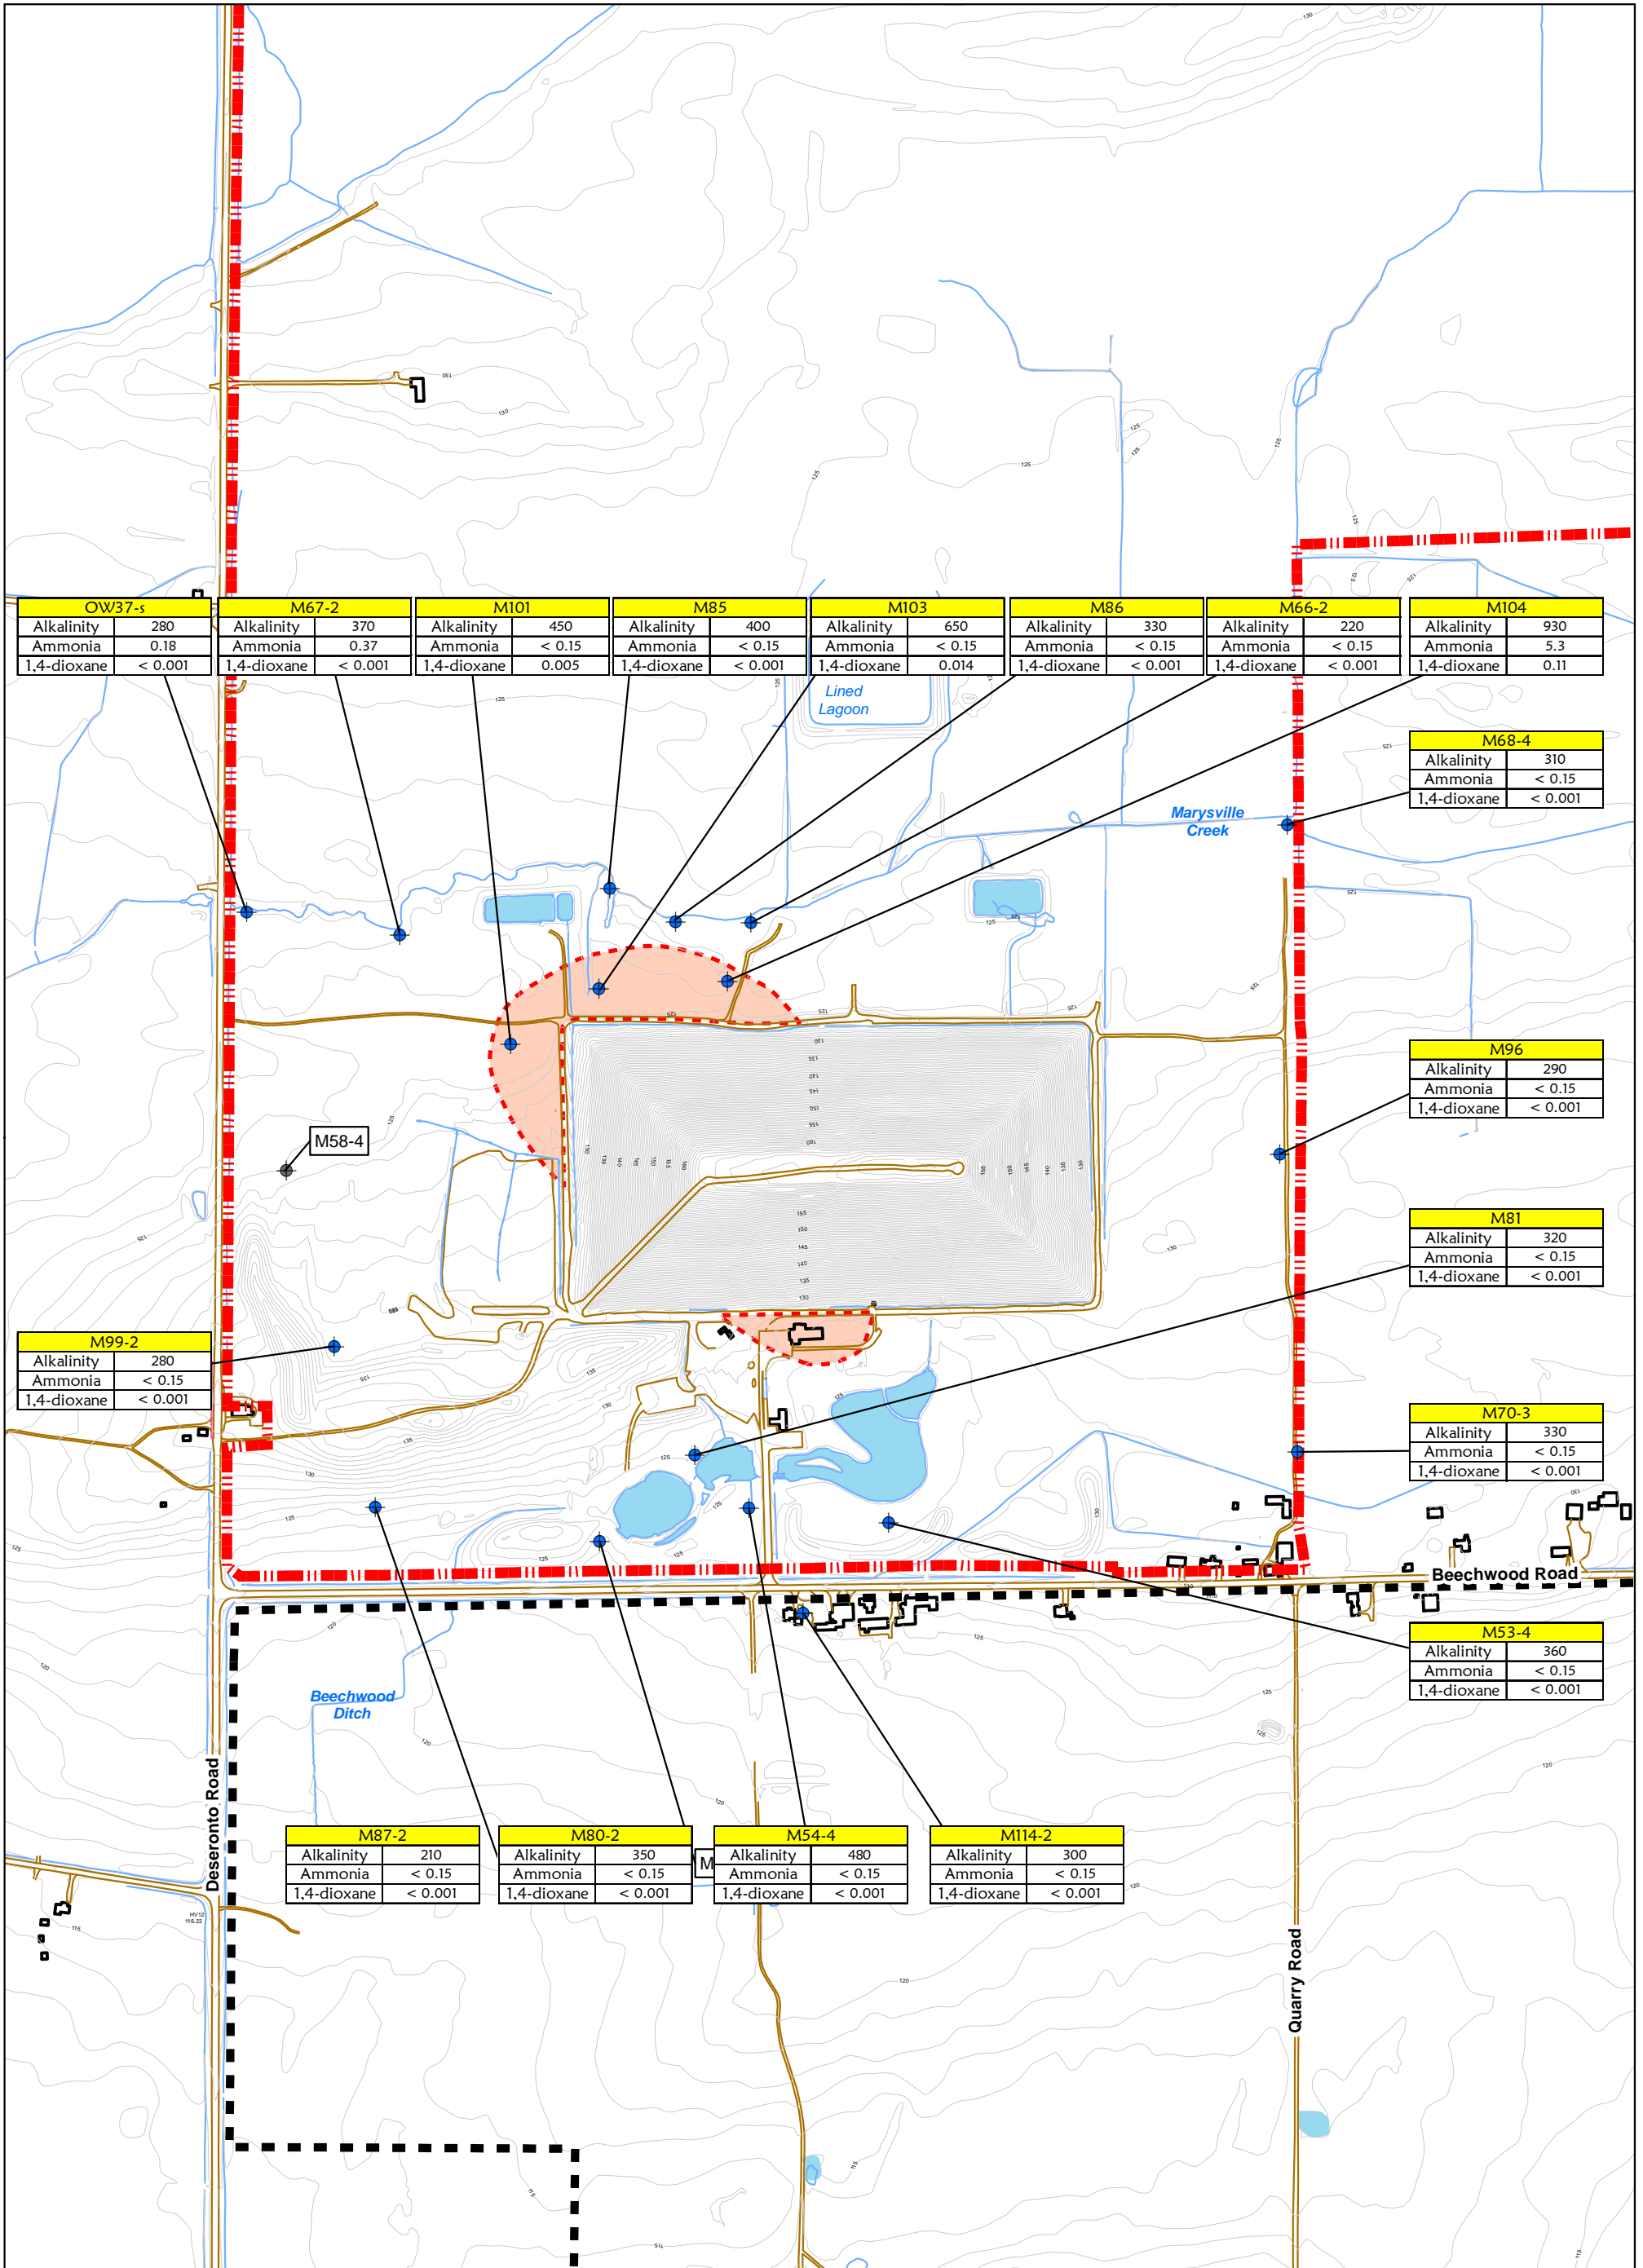 OW37-s
Alkalinity 280
Ammonia 0.18
1,4-dioxane < 0.001
M67-2
Alkalinity 370
Ammonia 0.37
1,4-dioxane < 0.001
M101
Alkalinity 450
Ammonia < 0.15
1,4-dioxane 0.005
M85
Alkalinity 400
Ammonia < 0.15
1,4-dioxane < 0.001
M103
Alkalinity 650
Ammonia < 0.15
1,4-dioxane 0.014
M86
Alkalinity 330
Ammonia < 0.15
1,4-dioxane < 0.001
M66-2
Alkalinity 220
Ammonia < 0.15
1,4-dioxane < 0.001
M104
Alkalinity 930
Ammonia 5.3
1,4-dioxane 0.11
Lined
Lagoon
M68-4
Alkalinity 310
Ammonia < 0.15
1,4-dioxane < 0.001
Marysville
Creek
M96
Alkalinity 290
Ammonia < 0.15
1,4-dioxane < 0.001
M58-4
M81
Alkalinity 320
Ammonia < 0.15
1,4-dioxane < 0.001
M99-2
Alkalinity 280
Ammonia < 0.15
1,4-dioxane < 0.001
M70-3
Alkalinity 330
Ammonia < 0.15
1,4-dioxane < 0.001
Beechwood Road
M53-4
Alkalinity 360
Ammonia < 0.15
1,4-dioxane < 0.001
Beechwood
Ditch
Deseronto Road
M87-2
Alkalinity 210
Ammonia < 0.15
1,4-dioxane < 0.001
M80-2
Alkalinity 350
Ammonia < 0.15
1,4-dioxane < 0.001
M
M54-4
Alkalinity 480
Ammonia < 0.15
1,4-dioxane < 0.001
M114-2
Alkalinity 300
Ammonia < 0.15
1,4-dioxane < 0.001
HV12
116.22
Quarry Road